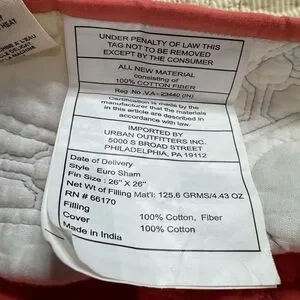 UNDER PENALTY OF LAW THIS
TAG NOT TO BE REMOVED
EXCEPT BY THE CONSUMER
ALL NEW MATERIAL
consisting of
100% COTTON FIBER
Reg .No .V.A - 23440 (IN)
Certification is made by the
manufacturer that the materials
in this article are described in
accordance with law.
IMPORTED BY
URBAN OUTFITTERS INC.
5000 S BROAD STREET
PHILADELPHIA, PA 19112
Date of Delivery
Style : Euro Sham
Fin Size : 26" X 26"
Net Wt of Filling Mat'l: 125.6 GRMS/4.43 OZ
RN # 66170
Filling 100% Cotton, Fiber
Cover 100% Cotton
Made in India